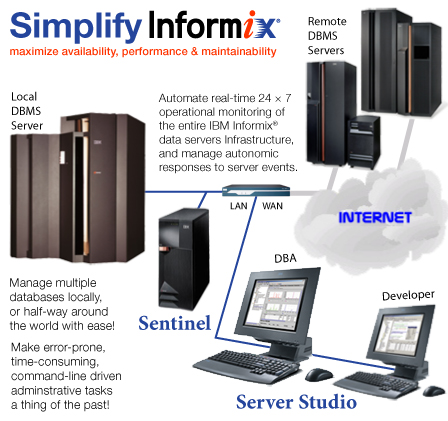 Simplify Informix®
maximize availability, performance & maintainability
Remote
DBMS
Servers
Local
DBMS
Server
Automate real-time 24 × 7
operational monitoring of
the entire IBM Informix®
data servers Infrastructure,
and manage autonomic
responses to server events.
LAN WAN
INTERNET
DBA
Developer
Manage multiple
databases locally,
or half-way around
the world with ease!
Sentinel
Make error-prone,
time-consuming,
command-line driven
adminstrative tasks
a thing of the past!
Server Studio